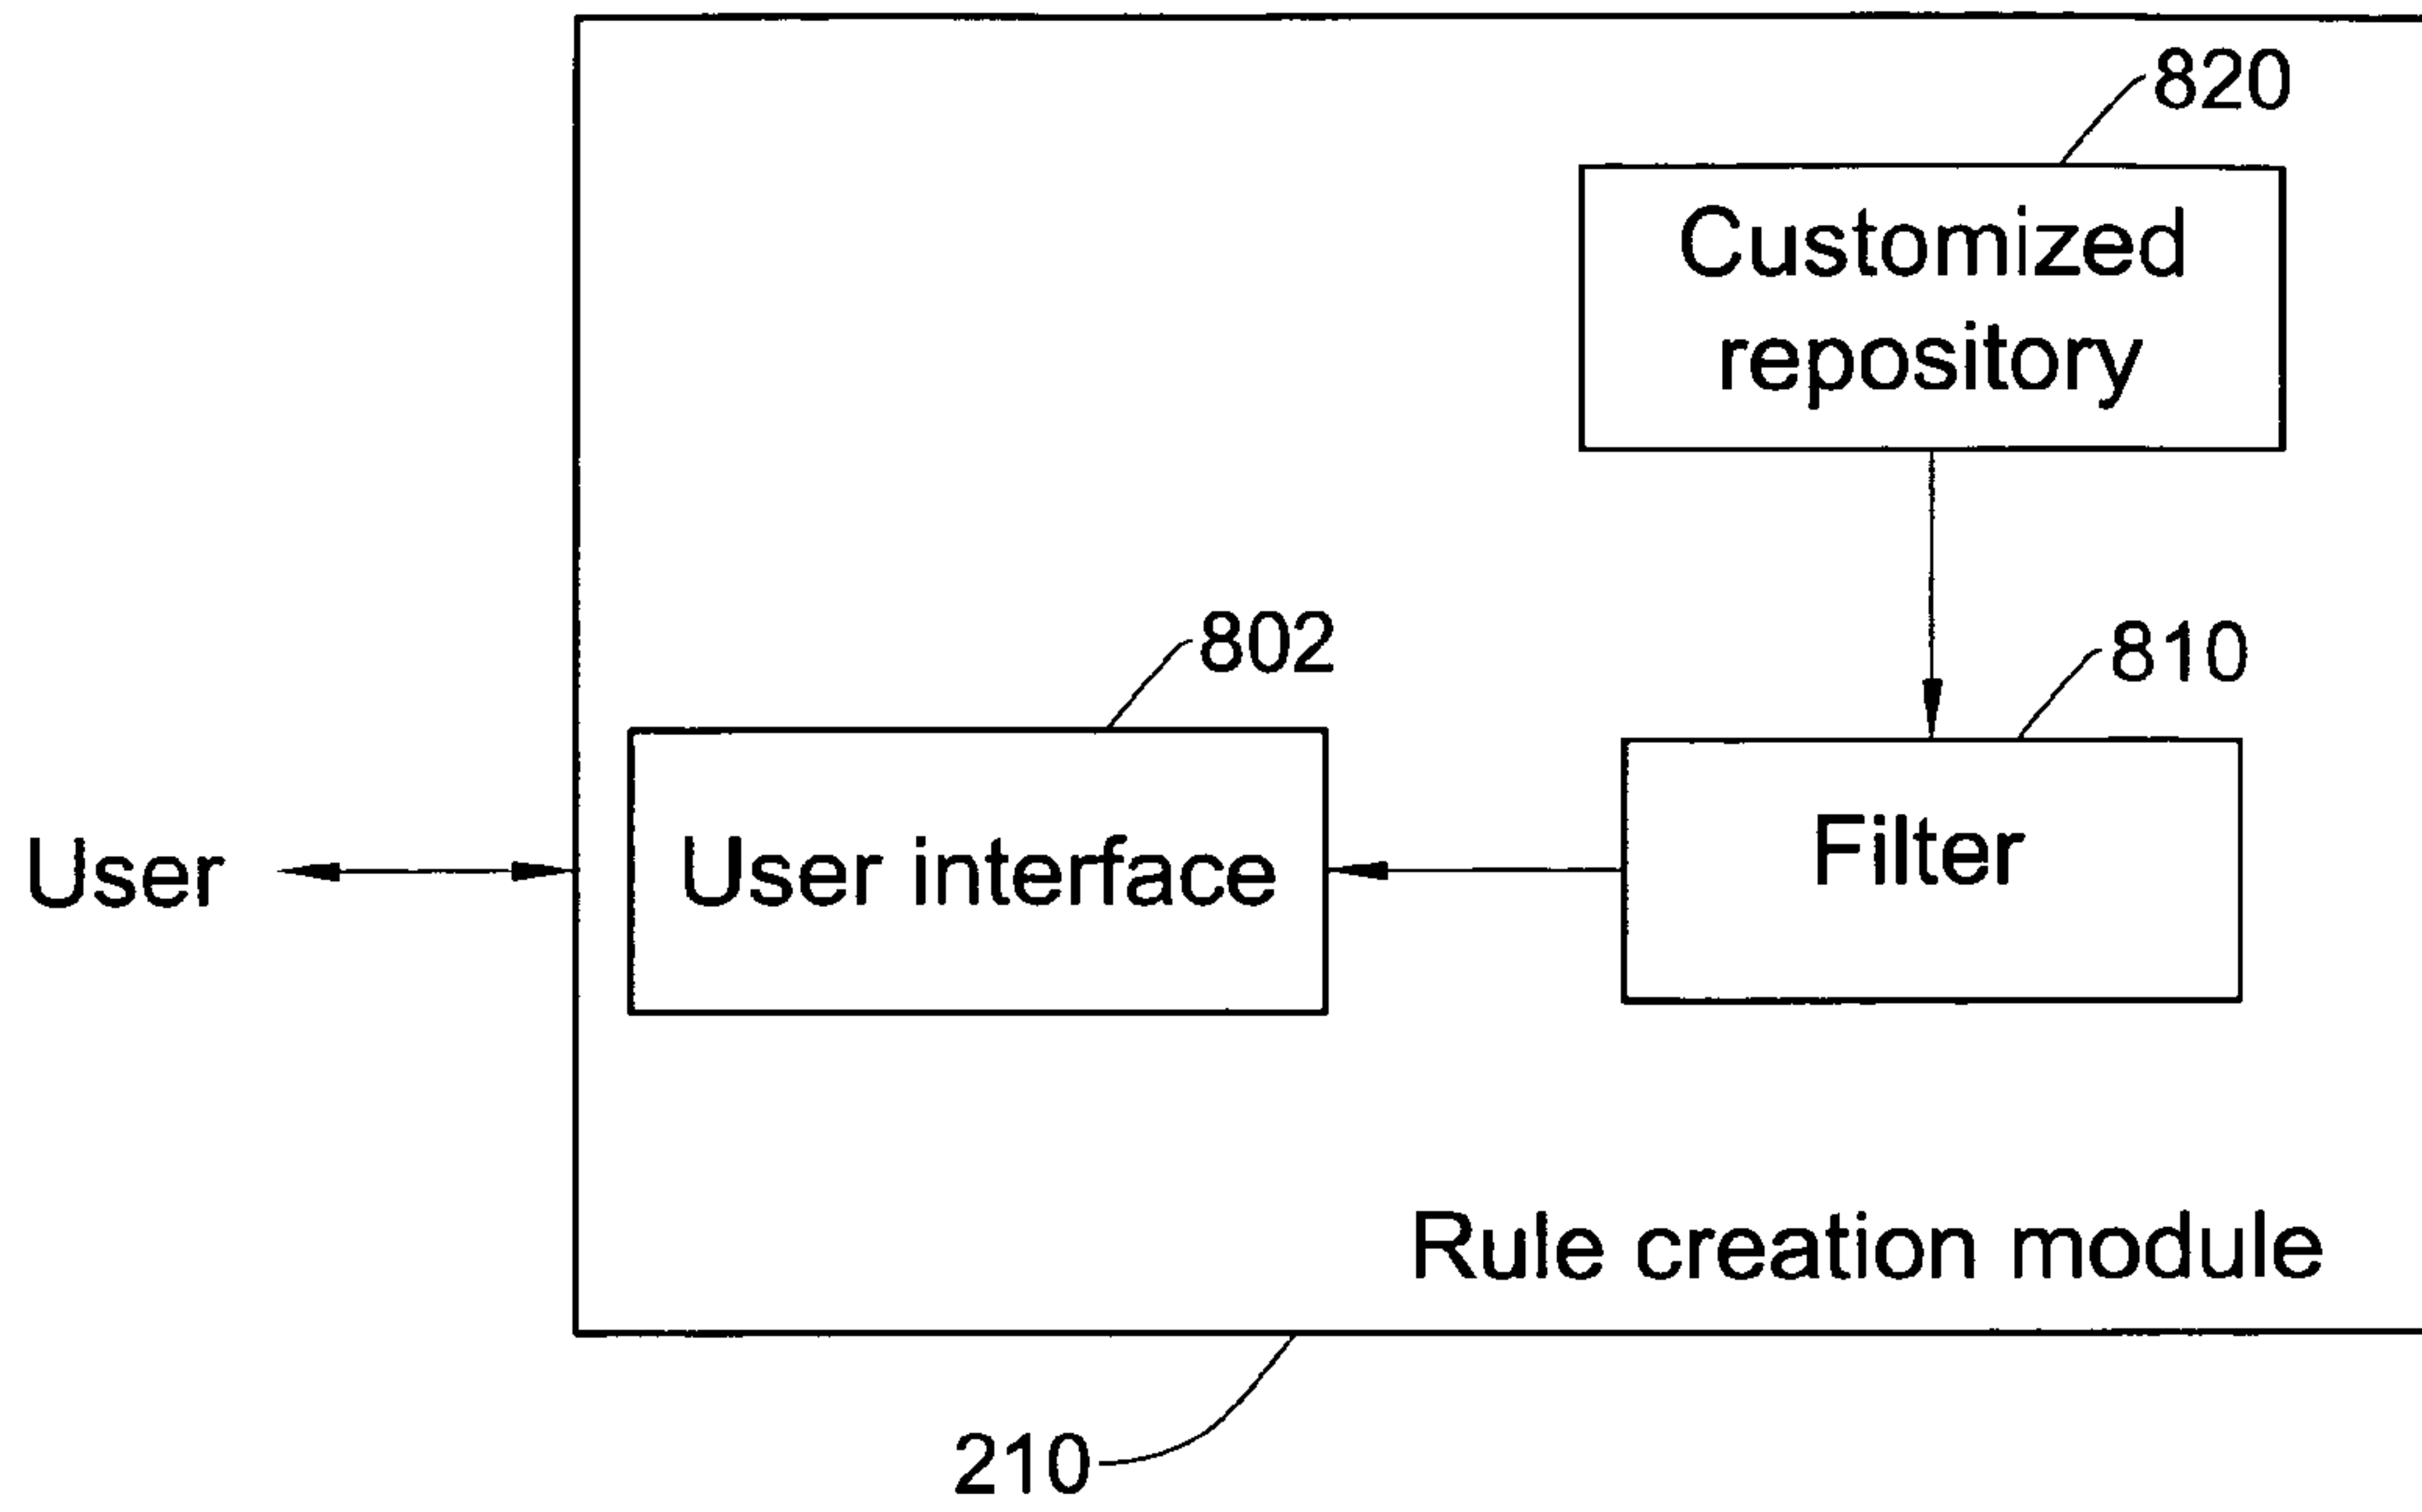 820
Customized
repository
802
810
User
User interface
Filter
Rule creation module
210